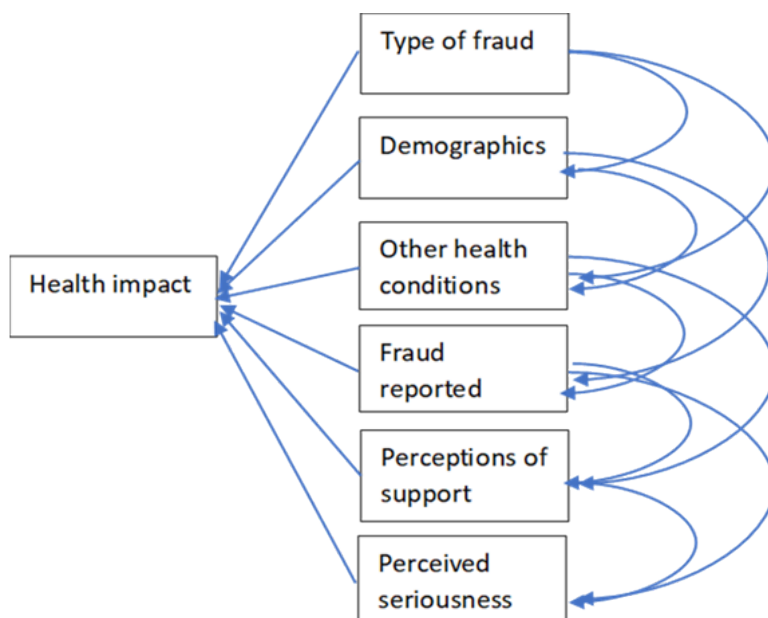 Type of fraud
Demographics
Other health
conditions
Health impact
Fraud
reported
Perceptions of
support
Perceived
seriousness